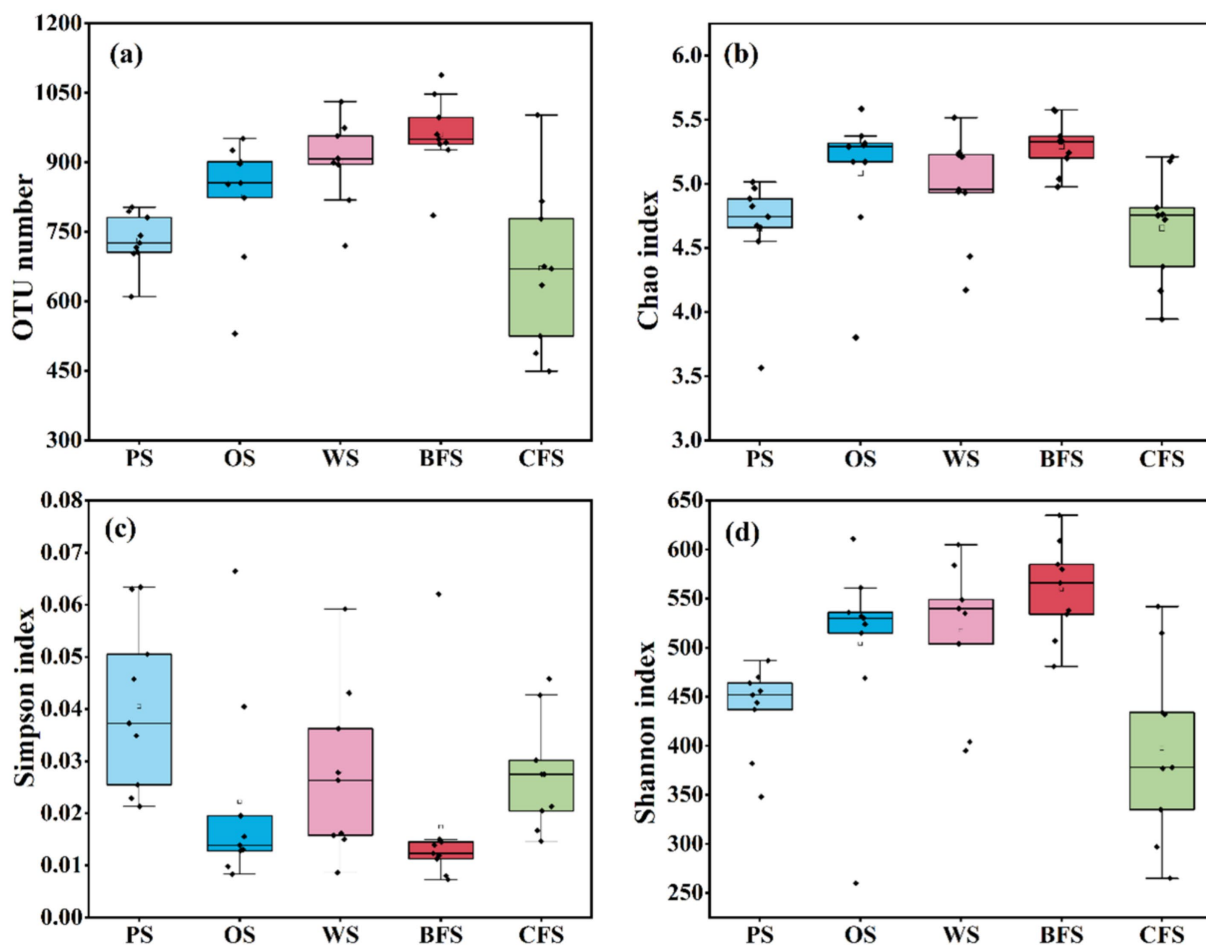 (a)
OTU number
1200
1050
900
750
600
450
300
PS OS WS BFS CFS
(b)
Chao index
6.0
5.5
5.0
4.5
4.0
3.5
3.0
PS OS WS BFS CFS
(c)
Simpson index
0.08
0.07
0.06
0.05
0.04
0.03
0.02
0.01
0.00
PS OS WS BFS CFS
(d)
Shannon index
650
600
550
500
450
400
350
300
250
PS OS WS BFS CFS